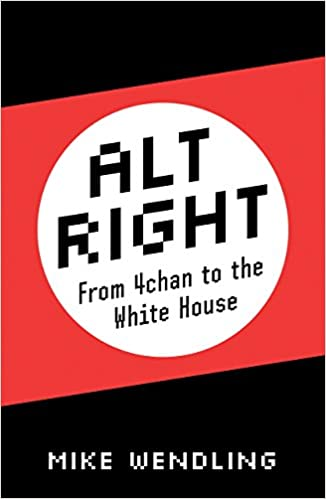 ALT
RIGHT
From 4chan to the
White House
MIKE WENDLING